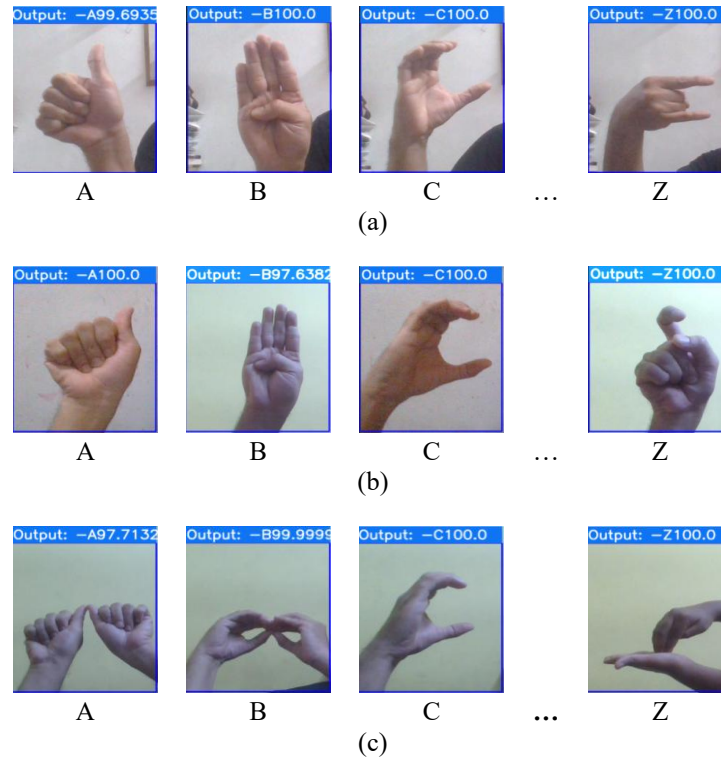 Output: -A99.6935 Output: -B100.0 Output: -C100.0 Output: -Z100.0
A B C … Z
(a)
Output: -A100.0 Output: -B97.6382 Output: -C100.0 Output: -Z100.0
A B C … Z
(b)
Output: -A97.7132 Output: -B99.9999 Output: -C100.0 Output: -Z100.0
A B C … Z
(c)